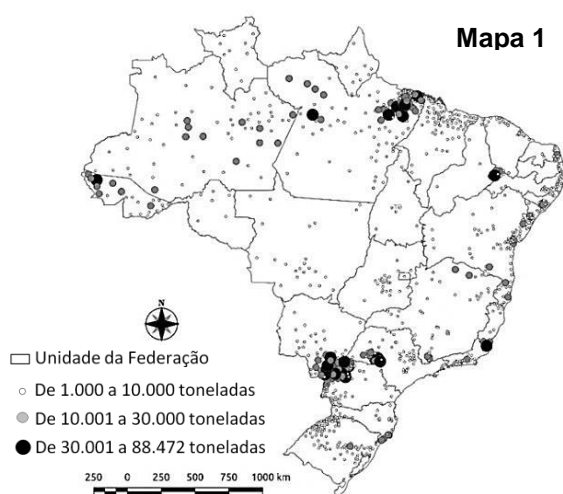 Mapa 1
N
Unidade da Federação
De 1.000 a 10.000 toneladas
De 10.001 a 30.000 toneladas
De 30.001 a 88.472 toneladas
250 0 250 500 750 1000 km